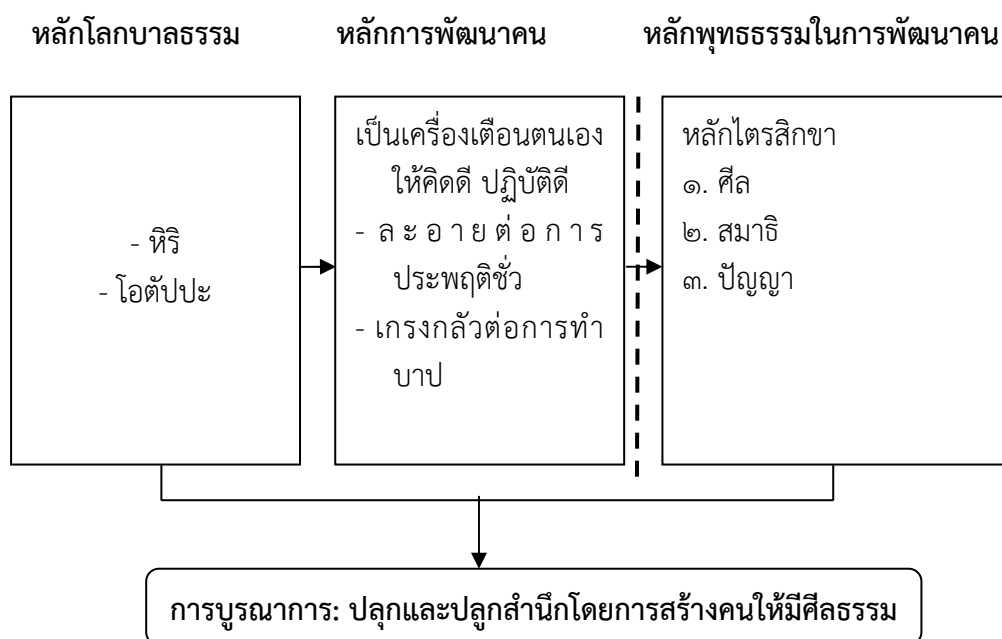 หลักโลกบาลธรรม
หลักการพัฒนาคน
หลักพุทธธรรมในการพัฒนาคน
- หิริ
- โอตัปปะ
เป็นเครื่องเตือนตนเอง
ให้คิดดี ปฏิบัติดี
- ละอายต่อการ
ประพฤติชั่ว
- เกรงกลัวต่อการทำ
บาป
หลักไตรสิกขา
๑. ศีล
๒. สมาธิ
๓. ปัญญา
การบูรณาการ: ปลุกและปลูกสำนึกโดยการสร้างคนให้มีศีลธรรม